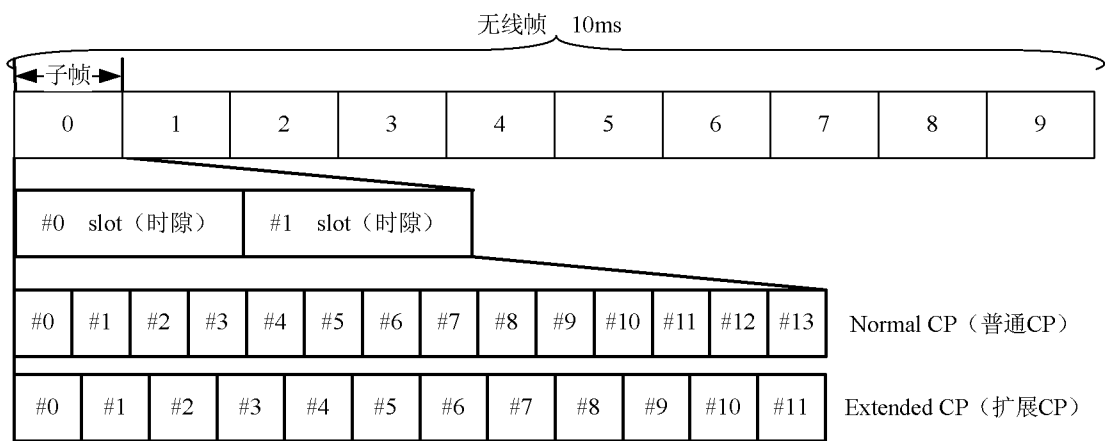 无线帧 10ms
子帧
0 1 2 3 4 5 6 7 8 9
#0 slot（时隙） #1 slot（时隙）
#0 #1 #2 #3 #4 #5 #6 #7 #8 #9 #10 #11 #12 #13 Normal CP（普通CP）
#0 #1 #2 #3 #4 #5 #6 #7 #8 #9 #10 #11 Extended CP（扩展CP）